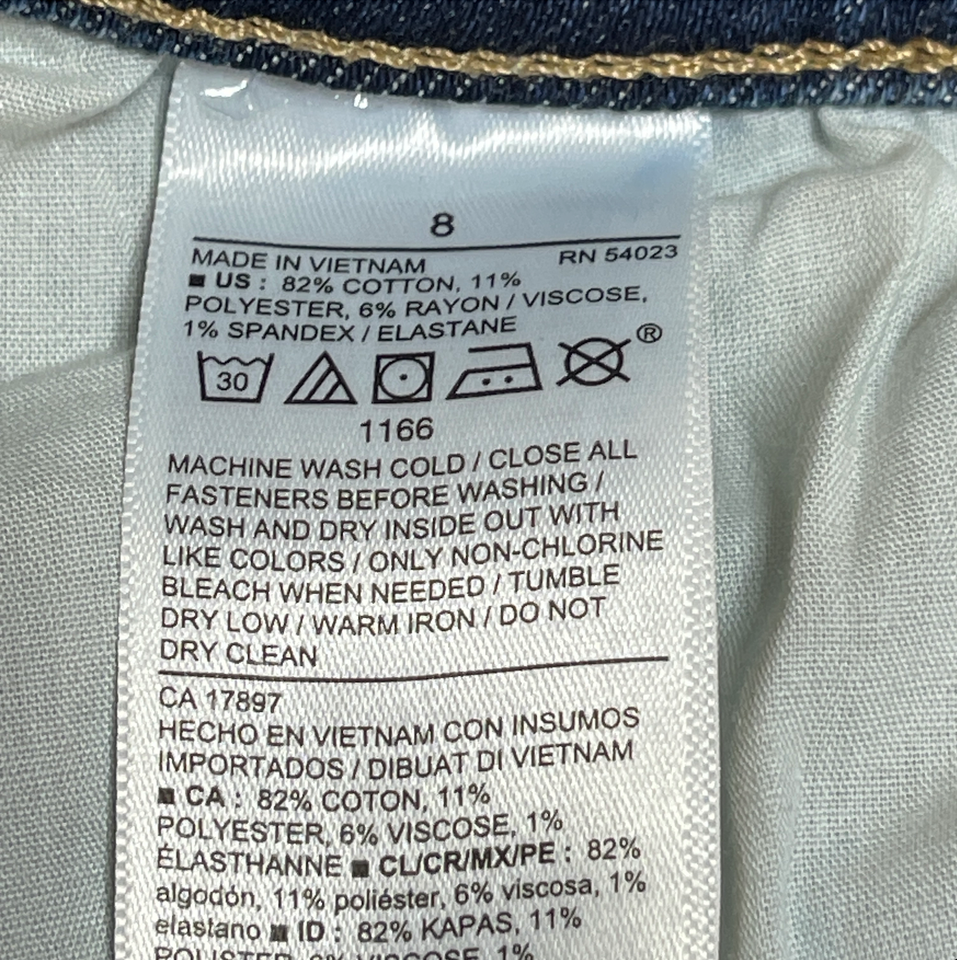 8
MADE IN VIETNAM RN 54023
■ US : 82% COTTON, 11%
POLYESTER, 6% RAYON / VISCOSE,
1% SPANDEX / ELASTANE
30 ®
1166
MACHINE WASH COLD / CLOSE ALL
FASTENERS BEFORE WASHING /
WASH AND DRY INSIDE OUT WITH
LIKE COLORS / ONLY NON-CHLORINE
BLEACH WHEN NEEDED / TUMBLE
DRY LOW / WARM IRON / DO NOT
DRY CLEAN
CA 17897
HECHO EN VIETNAM CON INSUMOS
IMPORTADOS / DIBUAT DI VIETNAM
■ CA : 82% COTON, 11%
POLYESTER, 6% VISCOSE, 1%
ÉLASTHANNE ■ CL/CR/MX/PE : 82%
algodón, 11% poliéster, 6% viscosa, 1%
elastano ■ ID : 82% KAPAS, 11%
POLISTER, 6% VISCOSE, 1%